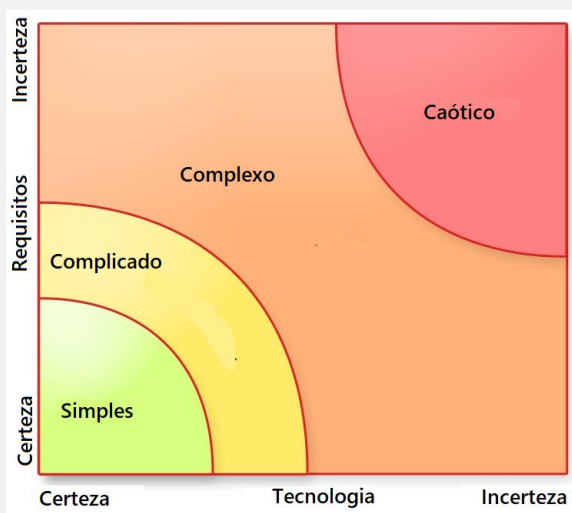 Incerteza
Requisitos
Certeza
Caótico
Complexo
Complicado
Simples
Certeza
Tecnologia
Incerteza